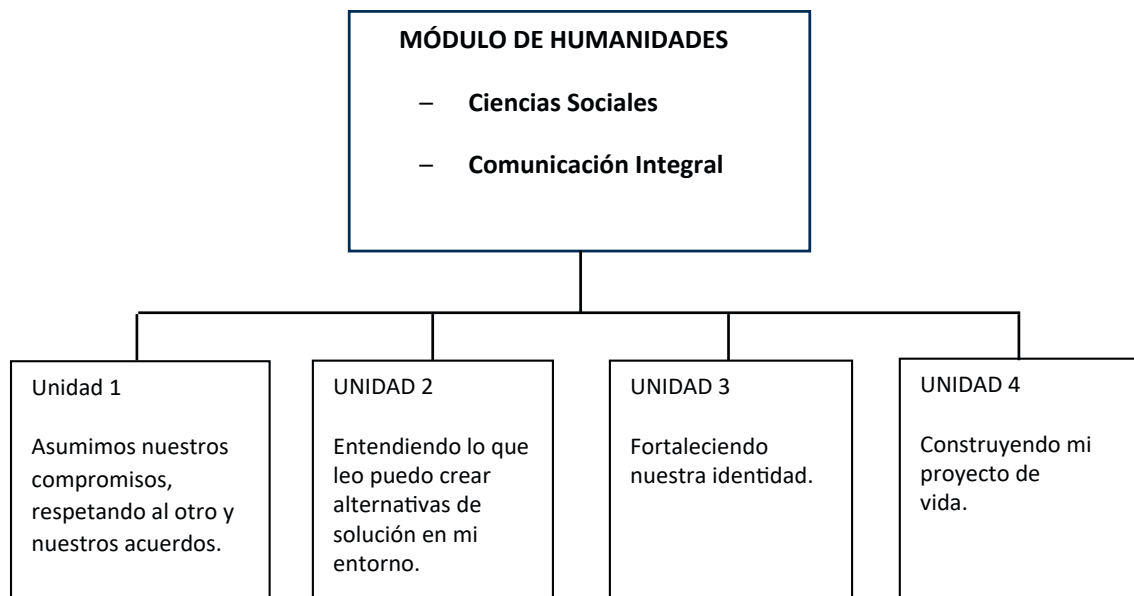 MÓDULO DE HUMANIDADES
– Ciencias Sociales
– Comunicación Integral
Unidad 1
Asumimos nuestros
compromisos,
respetando al otro y
nuestros acuerdos.
UNIDAD 2
Entendiendo lo que
leo puedo crear
alternativas de
solución en mi
entorno.
UNIDAD 3
Fortaleciendo
nuestra identidad.
UNIDAD 4
Construyendo mi
proyecto de
vida.